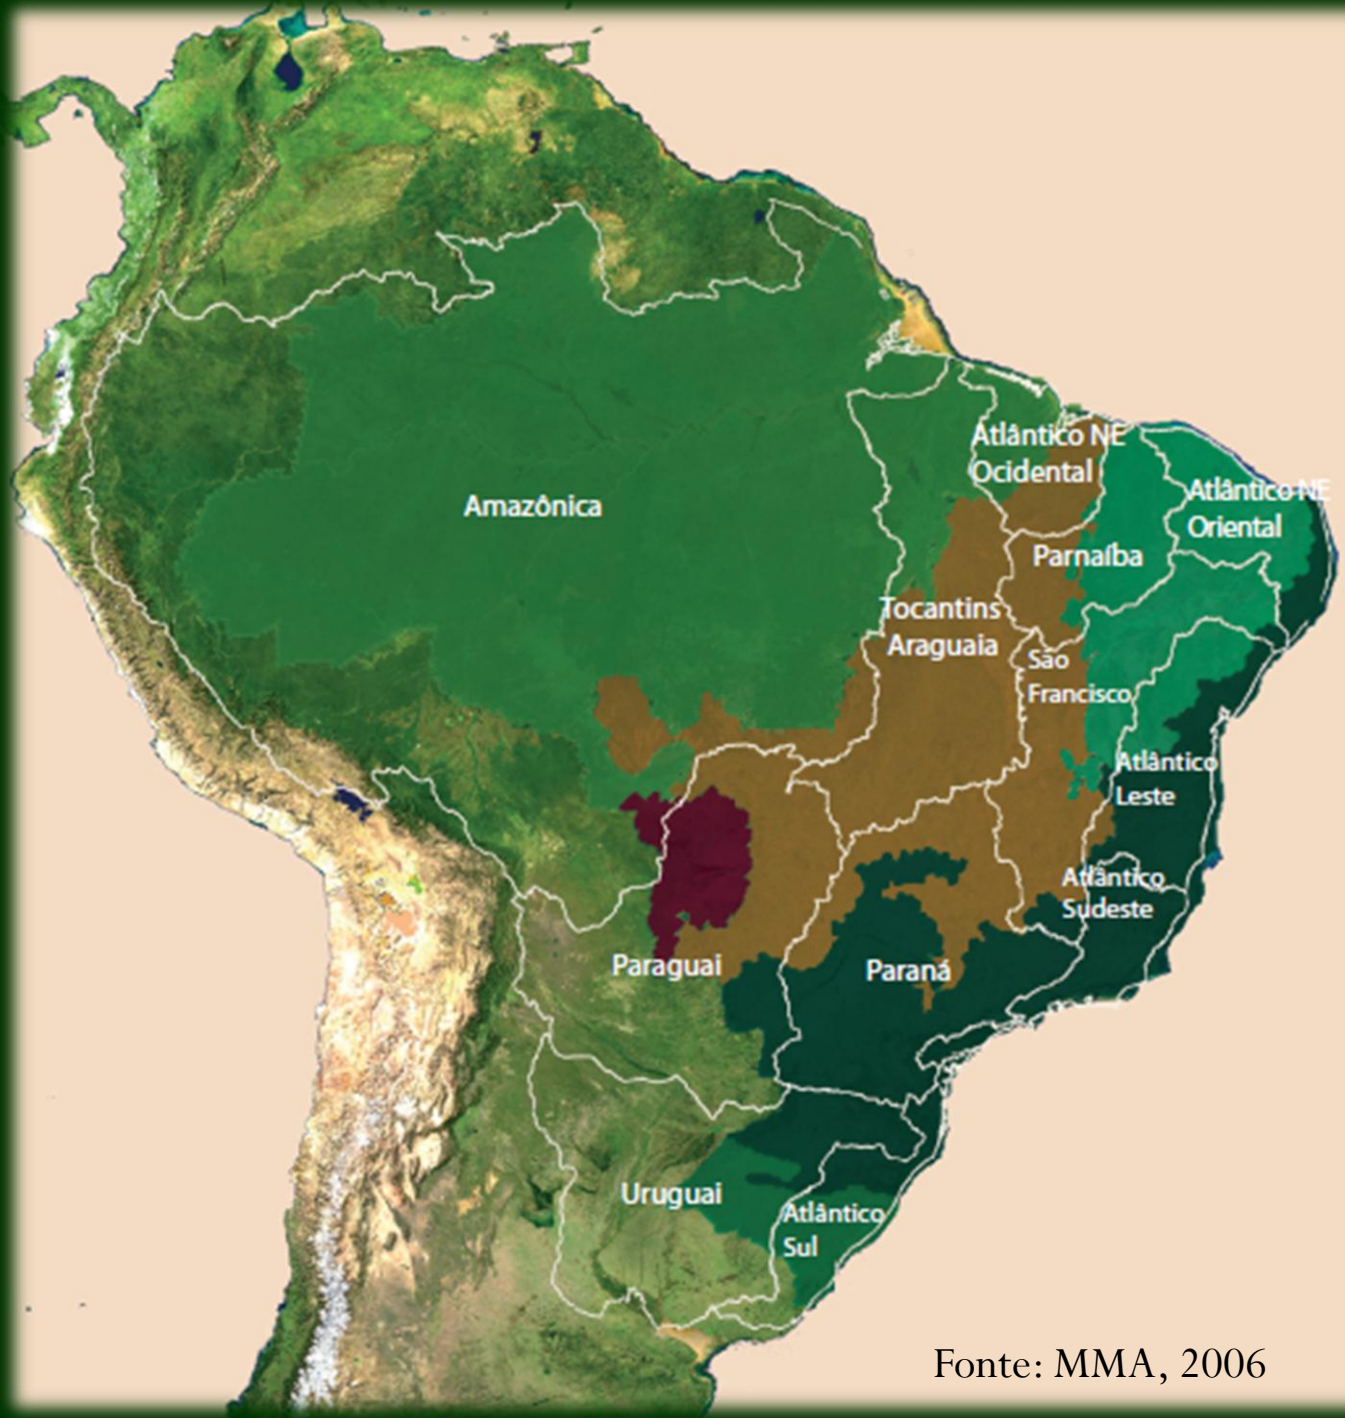 Atlântico NE
Ocidental
Amazônica
Atlântico NE
Oriental
Parnaíba
Tocantins
Araguaia
São
Francisco
Atlântico
Leste
Atlântico
Sudeste
Paraguai
Paraná
Uruguai
Atlântico
Sul
Fonte: MMA, 2006